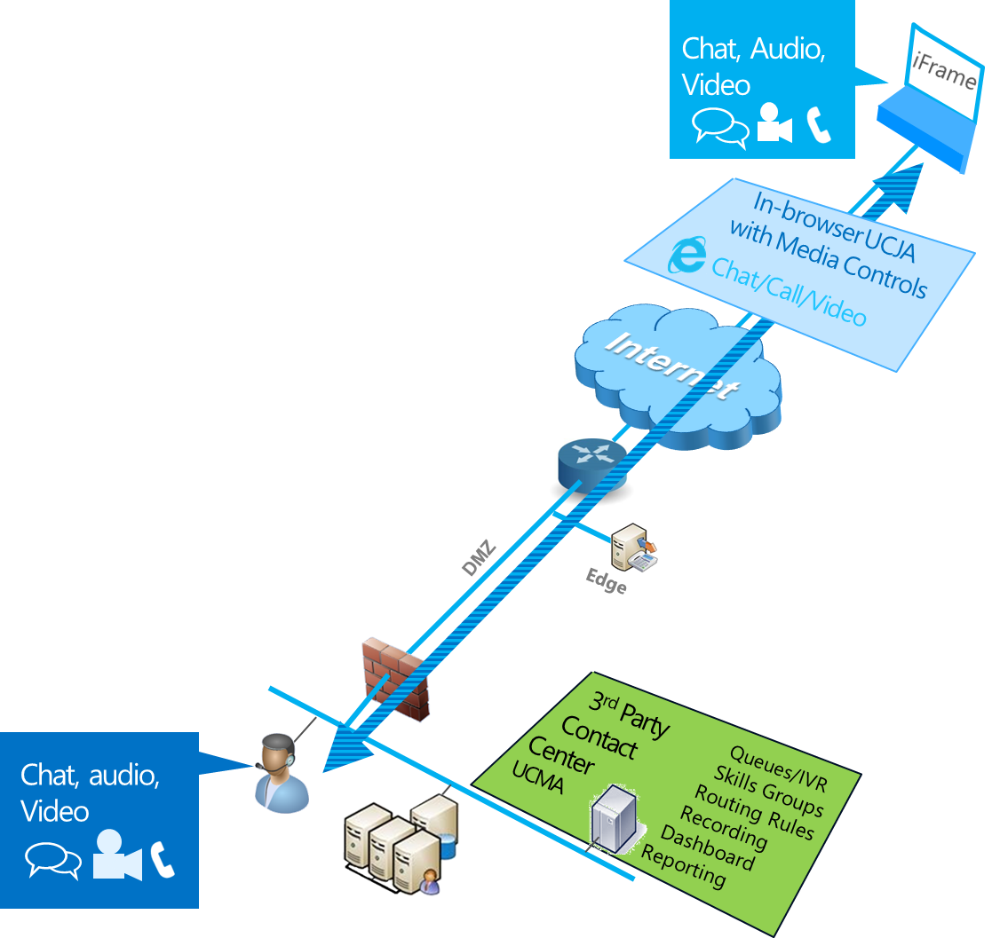 Chat, Audio,
Video
iFrame
In-browser UCJA
with Media Controls
e Chat/Call/Video
Internet
DMZ
Edge
3rd Party
Contact
Center
UCMA
Queues/IVR
Skills Groups
Routing Rules
Recording
Dashboard
Reporting
Chat, audio,
Video